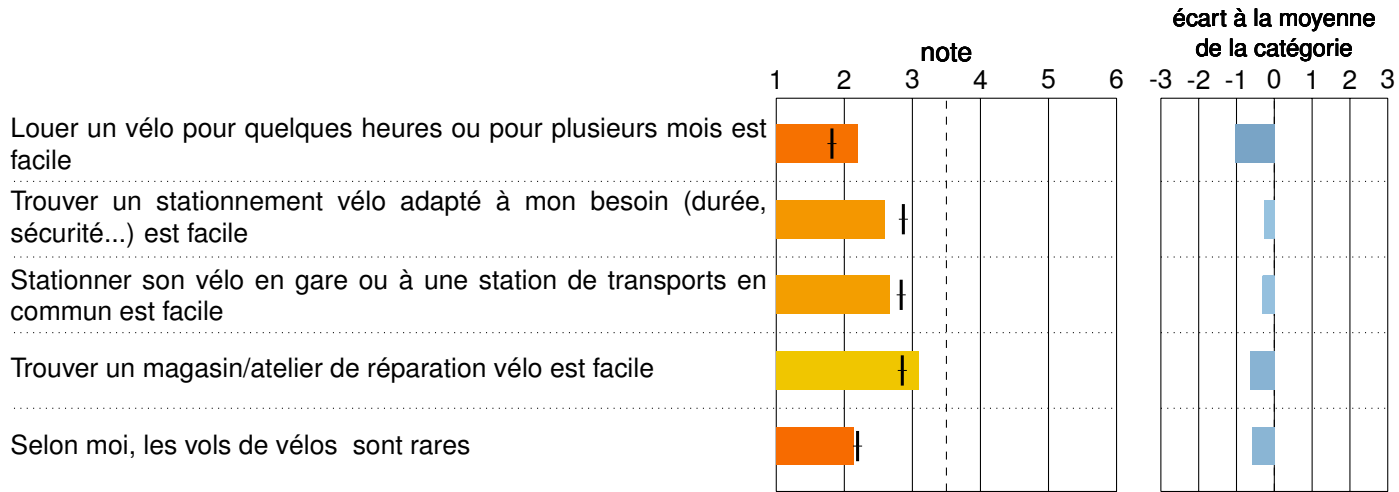 écart à la moyenne
note de la catégorie
1 2 3 4 5 6 -3 -2 -1 0 1 2 3
Louer un vélo pour quelques heures ou pour plusieurs mois est
facile
Trouver un stationnement vélo adapté à mon besoin (durée,
sécurité...) est facile
Stationner son vélo en gare ou à une station de transports en
commun est facile
Trouver un magasin/atelier de réparation vélo est facile
Selon moi, les vols de vélos sont rares